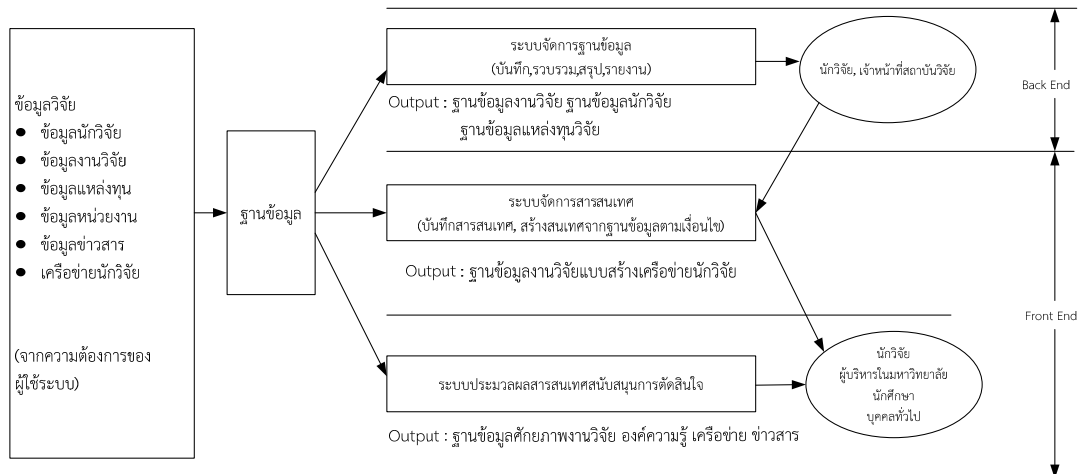 ข้อมูลวิจัย
● ข้อมูลนักวิจัย
● ข้อมูลงานวิจัย
● ข้อมูลแหล่งทุน
● ข้อมูลหน่วยงาน
● ข้อมูลข่าวสาร
● เครือข่ายนักวิจัย
(จากความต้องการของ
ผู้ใช้ระบบ)
ฐานข้อมูล
ระบบจัดการฐานข้อมูล
(บันทึก,รวบรวม,สรุป,รายงาน)
Output : ฐานข้อมูลงานวิจัย ฐานข้อมูลนักวิจัย
ฐานข้อมูลแหล่งทุนวิจัย
นักวิจัย, เจ้าหน้าที่สถาบันวิจัย
Back End
ระบบจัดการสารสนเทศ
(บันทึกสารสนเทศ, สร้างสนเทศจากฐานข้อมูลตามเงื่อนไข)
Output : ฐานข้อมูลงานวิจัยแบบสร้างเครือข่ายนักวิจัย
Front End
ระบบประมวลผลสารสนเทศสนับสนุนการตัดสินใจ
Output : ฐานข้อมูลศักยภาพงานวิจัย องค์ความรู้ เครือข่าย ข่าวสาร
นักวิจัย
ผู้บริหารในมหาวิทยาลัย
นักศึกษา
บุคคลทั่วไป